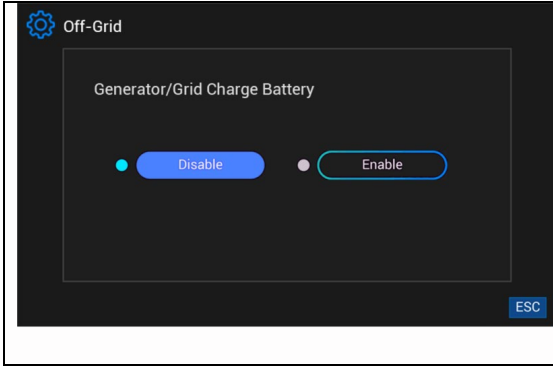 Off-Grid
Generator/Grid Charge Battery
Disable Enable
ESC